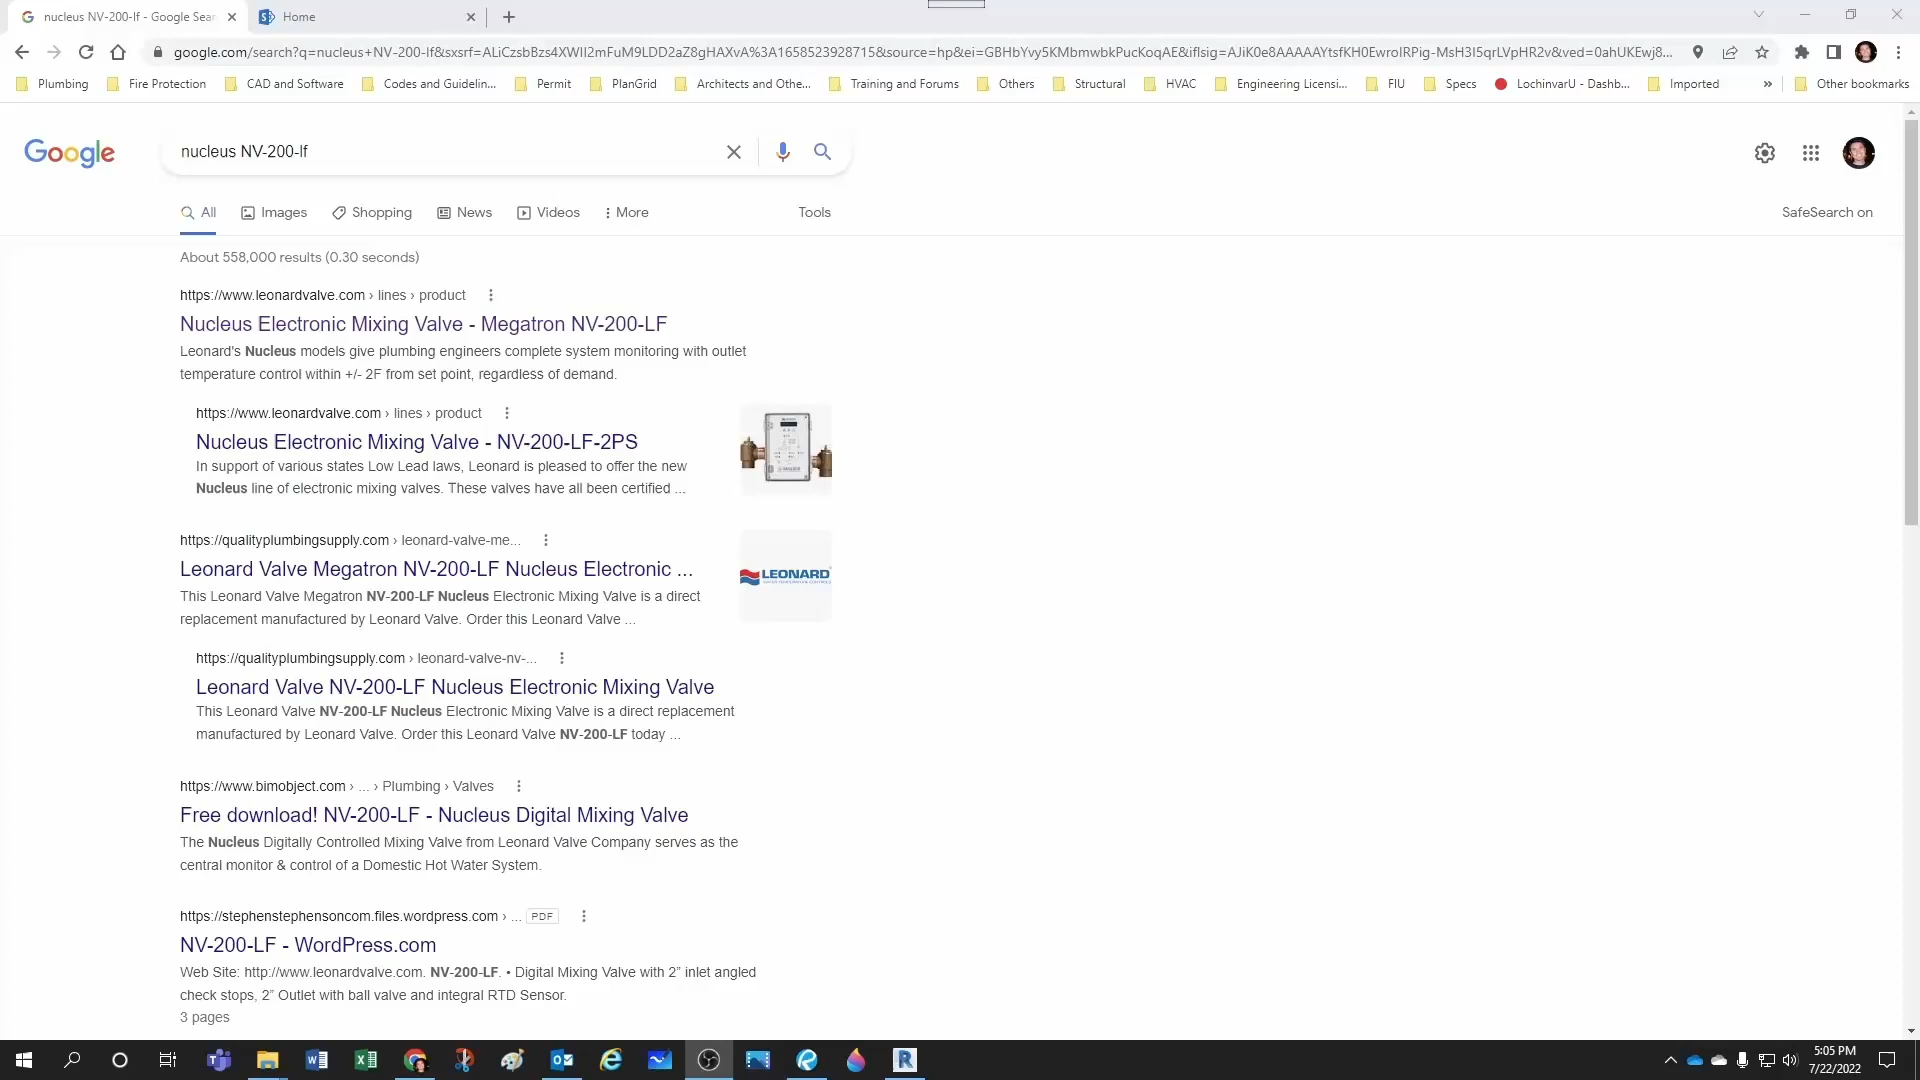 nucleus NV-200-lf - Google Sear
Home
google.com/search?q=nucleus+NV-200-lf&sxsrf=ALiCzsbBzs4XWIl2mFuM9LDD2aZ8gHAXvA%3A1658523928715&source=hp&ei=GBHbYvy5KMbmwbkPucKoqAE&iflsig=AJiK0e8AAAAAYtsfKH0EwroIRPig-MsH3I5qrLVpHR2v&ved=0ahUKEwj8...
Plumbing Fire Protection CAD and Software Codes and Guidelin... Permit PlanGrid Architects and Othe... Training and Forums Others Structural HVAC Engineering Licensi... FIU Specs LochinvarU - Dashb... Imported » Other bookmarks
Google
nucleus NV-200-lf
All Images Shopping News Videos More Tools SafeSearch on
About 558,000 results (0.30 seconds)
https://www.leonardvalve.com › lines › product
Nucleus Electronic Mixing Valve - Megatron NV-200-LF
Leonard's Nucleus models give plumbing engineers complete system monitoring with outlet
temperature control within +/- 2F from set point, regardless of demand.
https://www.leonardvalve.com › lines › product
Nucleus Electronic Mixing Valve - NV-200-LF-2PS
In support of various states Low Lead laws, Leonard is pleased to offer the new
Nucleus line of electronic mixing valves. These valves have all been certified ...
https://qualityplumbingsupply.com › leonard-valve-me...
Leonard Valve Megatron NV-200-LF Nucleus Electronic ...
LEONARD
This Leonard Valve Megatron NV-200-LF Nucleus Electronic Mixing Valve is a direct
replacement manufactured by Leonard Valve. Order this Leonard Valve ...
https://qualityplumbingsupply.com › leonard-valve-nv-...
Leonard Valve NV-200-LF Nucleus Electronic Mixing Valve
This Leonard Valve NV-200-LF Nucleus Electronic Mixing Valve is a direct replacement
manufactured by Leonard Valve. Order this Leonard Valve NV-200-LF today ...
https://www.bimobject.com › ... › Plumbing › Valves
Free download! NV-200-LF - Nucleus Digital Mixing Valve
The Nucleus Digitally Controlled Mixing Valve from Leonard Valve Company serves as the
central monitor & control of a Domestic Hot Water System.
https://stephenstephensoncom.files.wordpress.com › ... PDF
NV-200-LF - WordPress.com
Web Site: http://www.leonardvalve.com. NV-200-LF. • Digital Mixing Valve with 2” inlet angled
check stops, 2” Outlet with ball valve and integral RTD Sensor.
3 pages
5:05 PM
7/22/2022